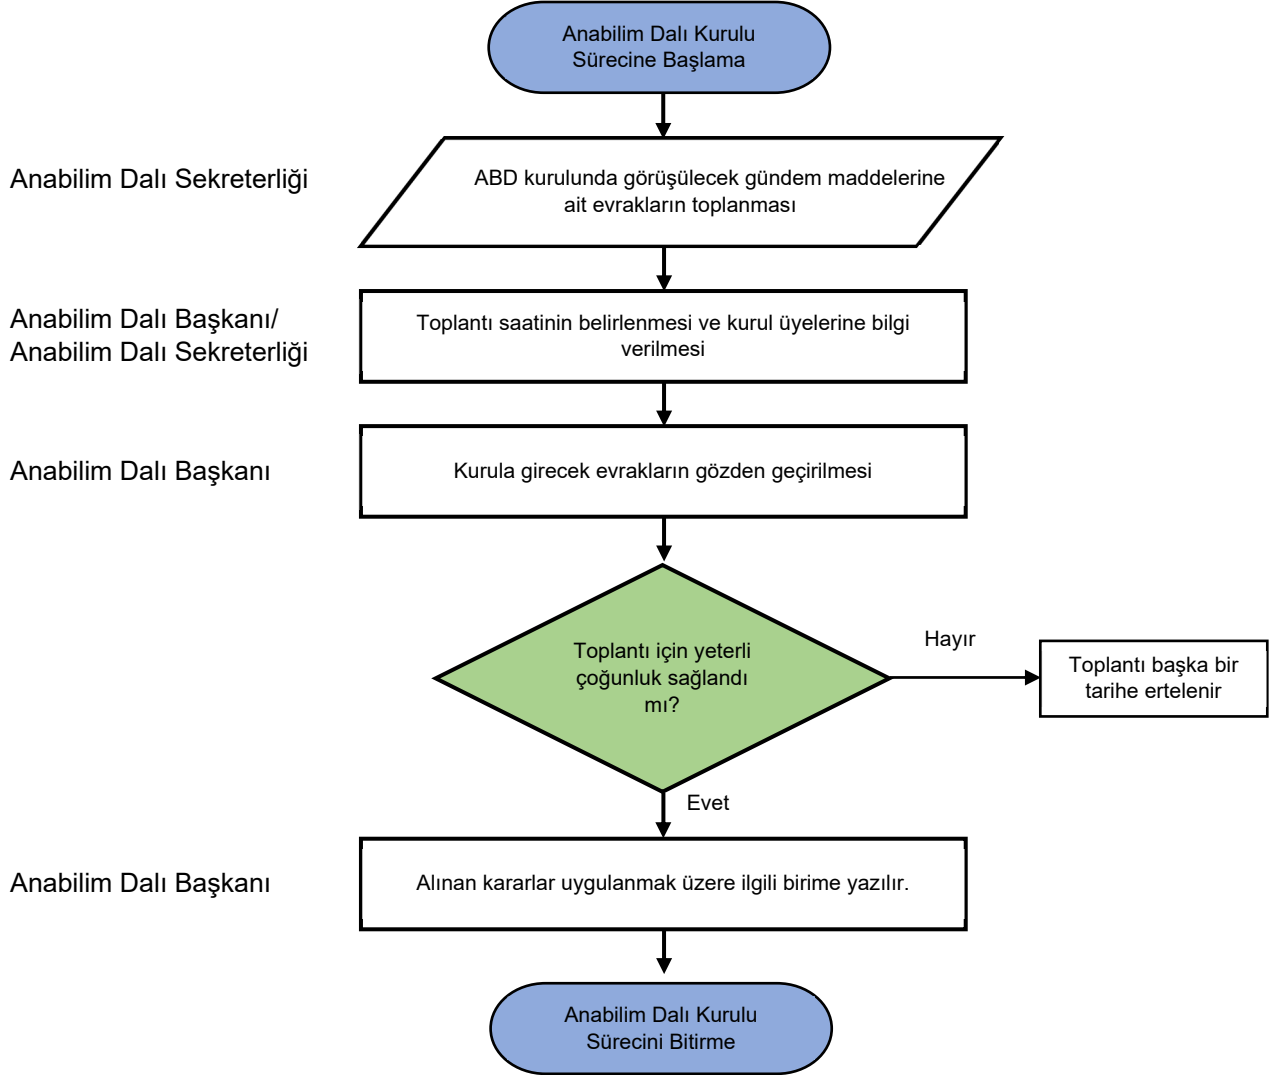 Anabilim Dalı Kurulu
Sürecine Başlama
Anabilim Dalı Sekreterliği
ABD kurulunda görüşülecek gündem maddelerine
ait evrakların toplanması
Anabilim Dalı Başkanı/
Anabilim Dalı Sekreterliği
Toplantı saatinin belirlenmesi ve kurul üyelerine bilgi
verilmesi
Anabilim Dalı Başkanı
Kurula girecek evrakların gözden geçirilmesi
Toplantı için yeterli
çoğunluk sağlandı
mı?
Hayır
Toplantı başka bir
tarihe ertelenir
Evet
Anabilim Dalı Başkanı
Alınan kararlar uygulanmak üzere ilgili birime yazılır.
Anabilim Dalı Kurulu
Sürecini Bitirme